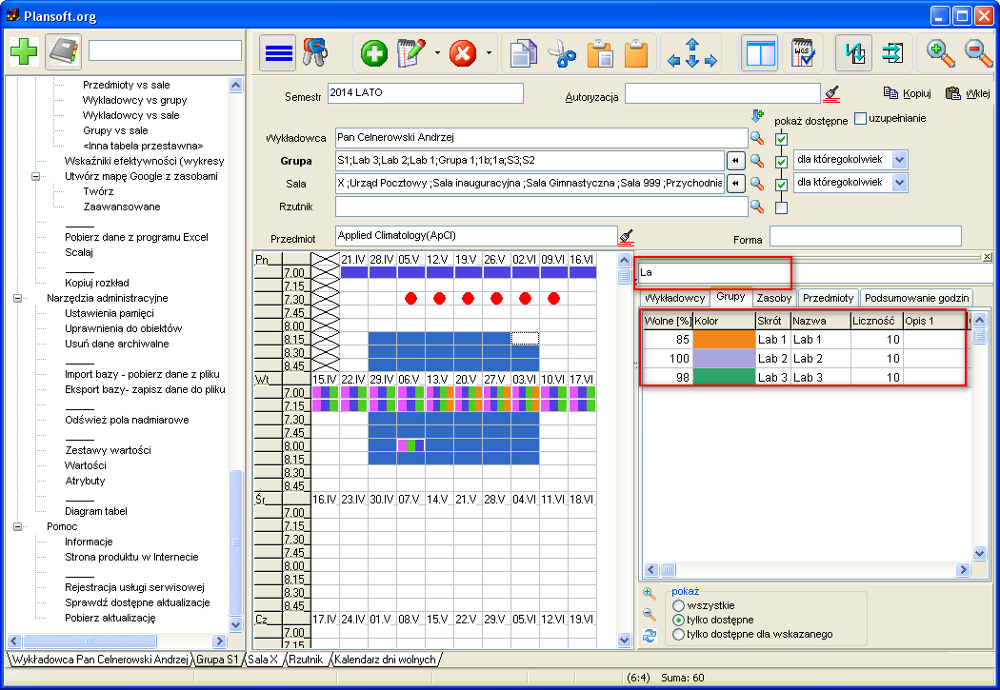 Plansoft.org
Semestr 2014 LATO Autoryzacja Kopiuj Wklej
pokaż dostępne uzupełnianie
Wykładowca Pan Celnerowski Andrzej
Grupa S1;Lab 3;Lab 2;Lab 1;Grupa 1;1b;1a;S3;S2 dla któregokolwiek
Sala X ;Urząd Pocztowy ;Sala inauguracyjna ;Sala Gimnastyczna ;Sala 999 ;Przychodnie dla któregokolwiek
Rzutnik
Przedmiot Applied Climatology(ApCl) Forma
Przedmioty vs sale
Wykładowcy vs grupy
Wykładowcy vs sale
Grupy vs sale
<Inna tabela przestawna>
Wskaźniki efektywności (wykresy
Utwórz mapę Google z zasobami
Twórz
Zaawansowane
Pobierz dane z programu Excel
Scalaj
Kopiuj rozkład
Narzędzia administracyjne
Ustawienia pamięci
Uprawnienia do obiektów
Usuń dane archiwalne
Import bazy - pobierz dane z pliku
Eksport bazy- zapisz dane do pliku
Odśwież pola nadmiarowe
Zestawy wartości
Wartości
Atrybuty
Diagram tabel
Pomoc
Informacje
Strona produktu w Internecie
Rejestracja usługi serwisowej
Sprawdź dostępne aktualizacje
Pobierz aktualizację
Pn 21.IV 28.IV 05.V 12.V 19.V 26.V 02.VI 09.VI 16.VI
7.00
7.15
7.30
7.45
8.00
8.15
8.30
8.45
Wt 15.IV 22.IV 29.IV 06.V 13.V 20.V 27.V 03.VI 10.VI 17.VI
7.00
7.15
7.30
7.45
8.00
8.15
8.30
8.45
Śr 16.IV 23.IV 30.IV 07.V 14.V 21.V 28.V 04.VI 11.VI 18.VI
7.00
7.15
7.30
7.45
8.00
8.15
8.30
8.45
Cz 17.IV 24.IV 01.V 08.V 15.V 22.V 29.V 05.VI 12.VI 19.VI
7.00
7.15
La
Wykładowcy Grupy Zasoby Przedmioty Podsumowanie godzin
Wolne [%] Kolor Skrót Nazwa Liczność Opis 1
85 Lab 1 Lab 1 10
100 Lab 2 Lab 2 10
98 Lab 3 Lab 3 10
pokaż
wszystkie
tylko dostępne
tylko dostępne dla wskazanego
Wykładowca Pan Celnerowski Andrzej Grupa S1 Sala X Rzutnik Kalendarz dni wolnych
(6:4) Suma: 60